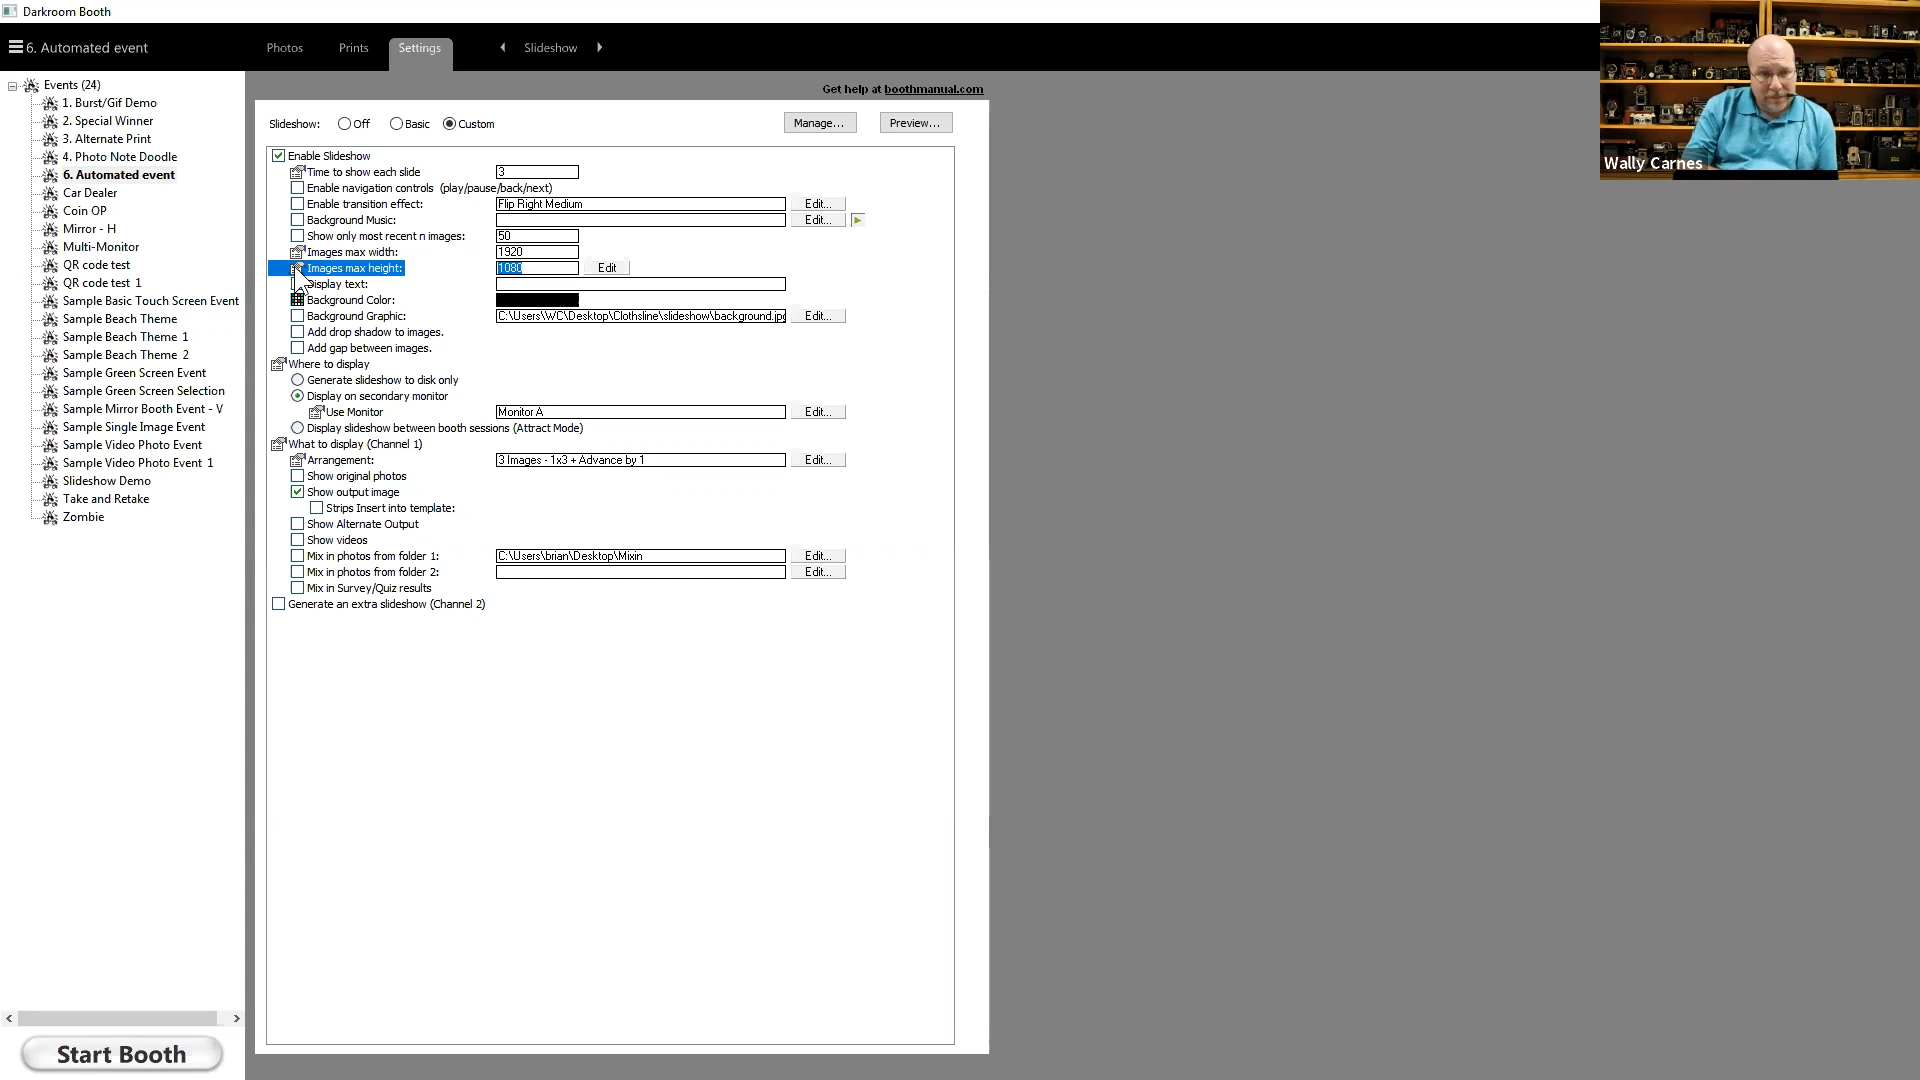 Darkroom Booth
6. Automated event
Photos
Prints
Settings
Slideshow
Wally Carnes
Events (24)
1. Burst/Gif Demo
2. Special Winner
3. Alternate Print
4. Photo Note Doodle
6. Automated event
Car Dealer
Coin OP
Mirror - H
Multi-Monitor
QR code test
QR code test 1
Sample Basic Touch Screen Event
Sample Beach Theme
Sample Beach Theme 1
Sample Beach Theme 2
Sample Green Screen Event
Sample Green Screen Selection
Sample Mirror Booth Event - V
Sample Single Image Event
Sample Video Photo Event
Sample Video Photo Event 1
Slideshow Demo
Take and Retake
Zombie
Start Booth
Get help at boothmanual.com
Slideshow: Off Basic Custom Manage... Preview...
Enable Slideshow
Time to show each slide 3
Enable navigation controls (play/pause/back/next)
Enable transition effect: Flip Right Medium Edit...
Background Music: Edit...
Show only most recent n images: 50
Images max width: 1920
Images max height: 1080 Edit
Display text:
Background Color:
Background Graphic: C:\Users\WC\Desktop\Clothsline\slideshow\background.jpg Edit...
Add drop shadow to images.
Add gap between images.
Where to display
Generate slideshow to disk only
Display on secondary monitor
Use Monitor Monitor A Edit...
Display slideshow between booth sessions (Attract Mode)
What to display (Channel 1)
Arrangement: 3 Images - 1x3 + Advance by 1 Edit...
Show original photos
Show output image
Strips Insert into template:
Show Alternate Output
Show videos
Mix in photos from folder 1: C:\Users\brian\Desktop\Mixin Edit...
Mix in photos from folder 2: Edit...
Mix in Survey/Quiz results
Generate an extra slideshow (Channel 2)